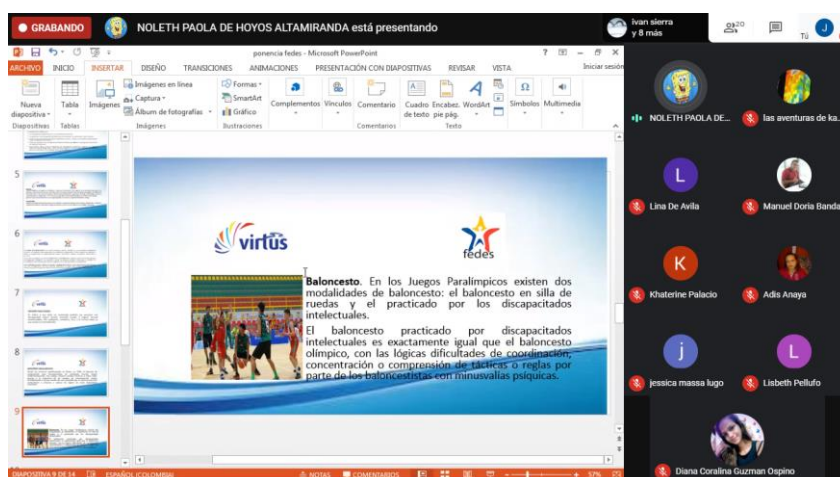 GRABANDO
NOLETH PAOLA DE HOYOS ALTAMIRANDA está presentando
ivan sierra
y 8 más
20
Tú
J
ponencia fedes - Microsoft PowerPoint
ARCHIVO INICIO INSERTAR DISEÑO TRANSICIONES ANIMACIONES PRESENTACIÓN CON DIAPOSITIVAS REVISAR VISTA
Iniciar sesión
Nueva
diapositiva
Tabla
Imágenes
Imágenes en línea
Captura
Álbum de fotografías
Formas
SmartArt
Gráfico
Complementos
Vínculos
Comentario
Cuadro
de texto
Encabez.
pie pág.
WordArt
Símbolos
Multimedia
Diapositivas
Tablas
Imágenes
Ilustraciones
Comentarios
Texto
5
6
7
8
9
virtüs
fedes
Baloncesto. En los Juegos Paralímpicos existen dos
modalidades de baloncesto: el baloncesto en silla de
ruedas y el practicado por los discapacitados
intelectuales.
El baloncesto practicado por discapacitados
intelectuales es exactamente igual que el baloncesto
olímpico, con las lógicas dificultades de coordinación,
concentración o comprensión de tácticas o reglas por
parte de los baloncestistas con minusvalías psíquicas.
NOLETH PAOLA DE...
las aventuras de ka...
L
Lina De Avila
Manuel Doria Banda
K
Khaterine Palacio
Adis Anaya
j
jessica massa lugo
L
Lisbeth Pellufo
Diana Coralina Guzman Ospino
DIAPOSITIVA 9 DE 14
ESPAÑOL (COLOMBIA)
NOTAS
COMENTARIOS
57%